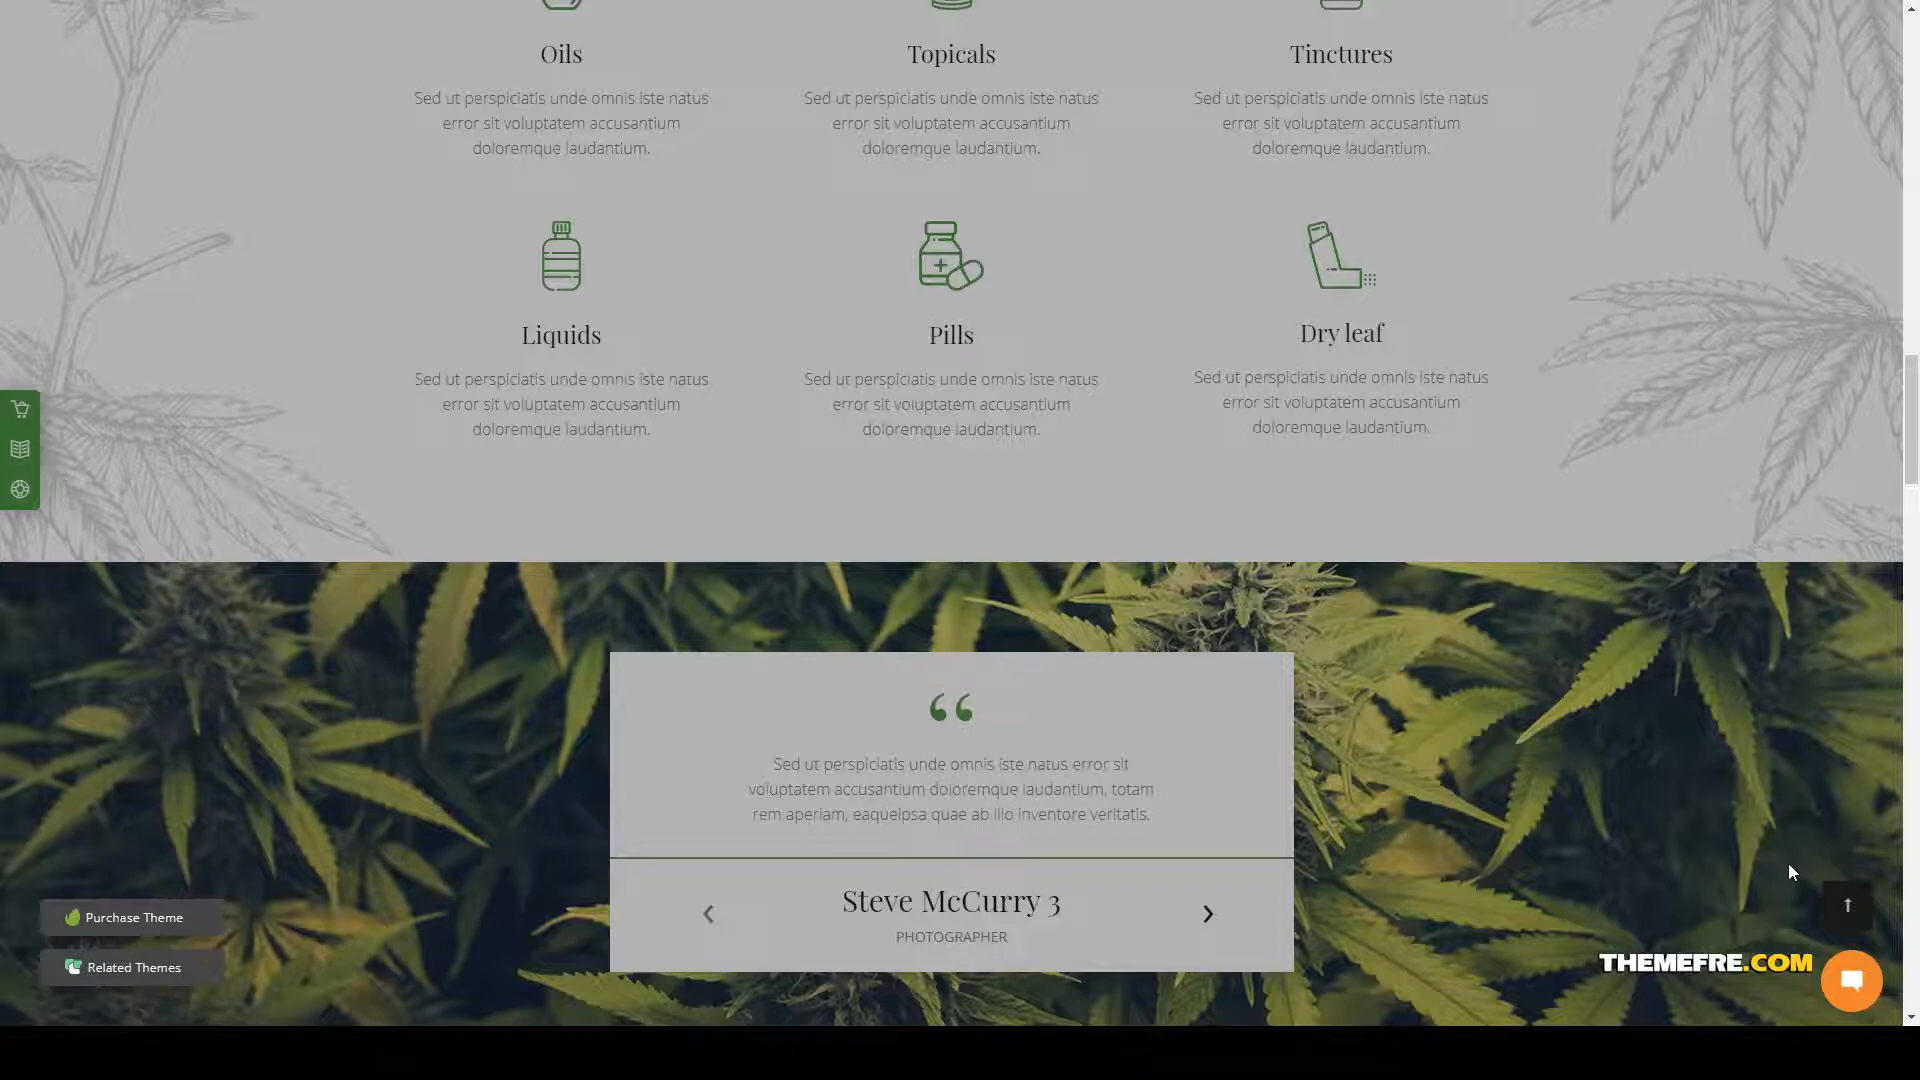 Oils
Topicals
Tinctures
Sed ut perspiciatis unde omnis iste natus
error sit voluptatem accusantium
doloremque laudantium.
Sed ut perspiciatis unde omnis iste natus
error sit voluptatem accusantium
doloremque laudantium.
Sed ut perspiciatis unde omnis iste natus
error sit voluptatem accusantium
doloremque laudantium.
Liquids
Pills
Dry leaf
Sed ut perspiciatis unde omnis iste natus
error sit voluptatem accusantium
doloremque laudantium.
Sed ut perspiciatis unde omnis iste natus
error sit voluptatem accusantium
doloremque laudantium.
Sed ut perspiciatis unde omnis iste natus
error sit voluptatem accusantium
doloremque laudantium.
“
Sed ut perspiciatis unde omnis iste natus error sit
voluptatem accusantium doloremque laudantium, totam
rem aperiam, eaqueipsa quae ab illo inventore veritatis.
Steve McCurry 3
PHOTOGRAPHER
Purchase Theme
Related Themes
THEMEFRE.COM